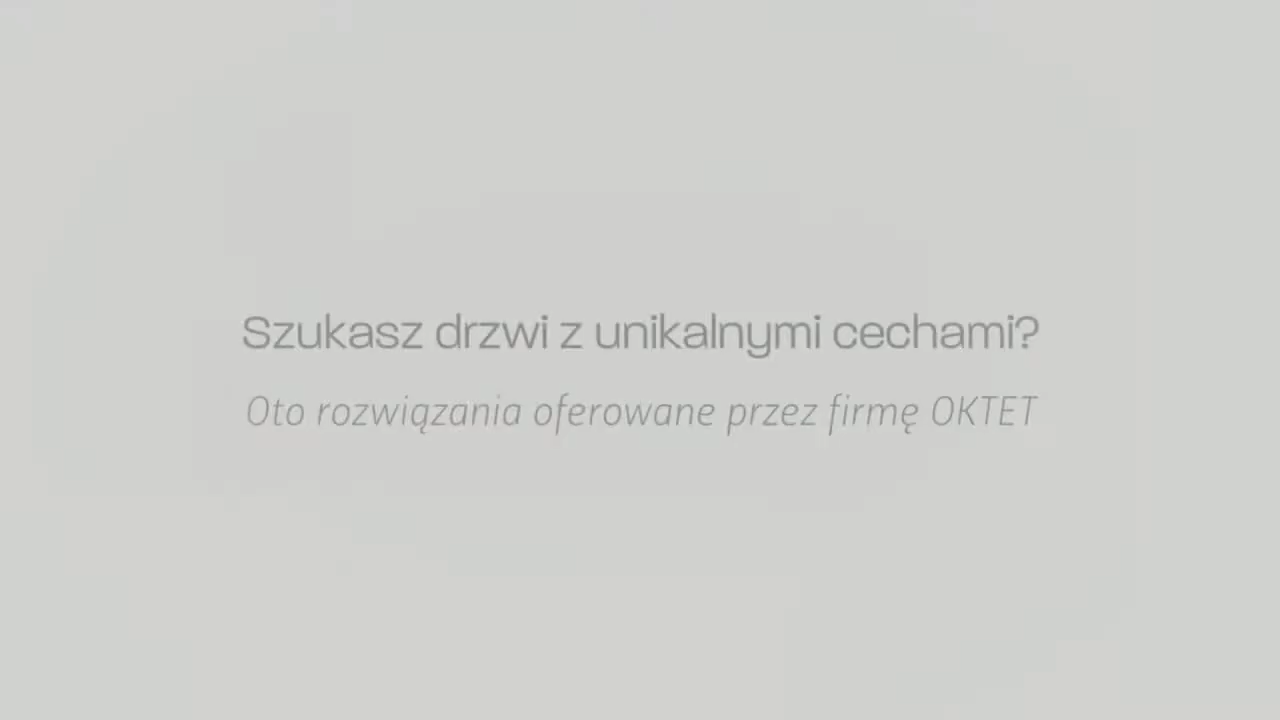 Szukasz drzwi z unikalnymi cechami?
Oto rozwiązania oferowane przez firmę OKTET